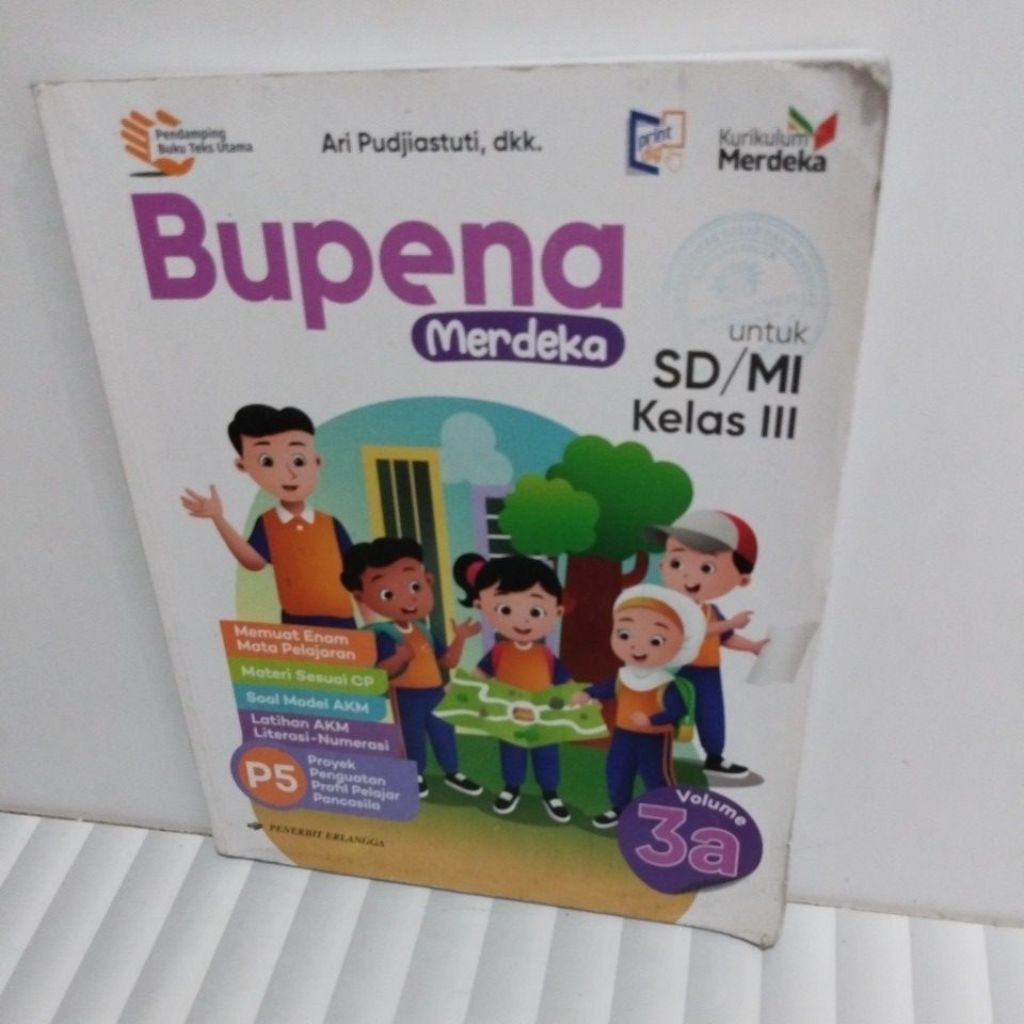 Pendamping
Buku Teks Utama
Ari Pudjiastuti, dkk.
print
Kurikulum
Merdeka
Bupena
Merdeka
untuk
SD/MI
Kelas III
Memuat Enam
Mata Pelajaran
Materi Sesuai CP
Soal Model AKM
Latihan AKM
Literasi-Numerasi
P5
Proyek
Penguatan
Profil Pelajar
Pancasila
PENERBIT ERLANGGA
Volume
3a